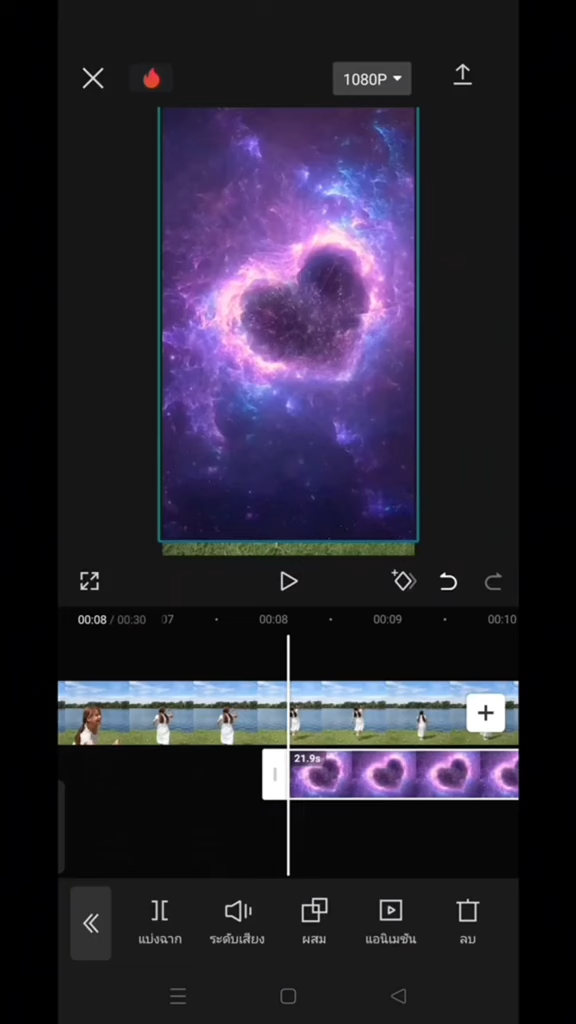 1080P
00:08 / 00:30
07
00:08
00:09
00:10
21.9s
แบ่งฉาก
ระดับเสียง
ผสม
แอนิเมชัน
ลบ